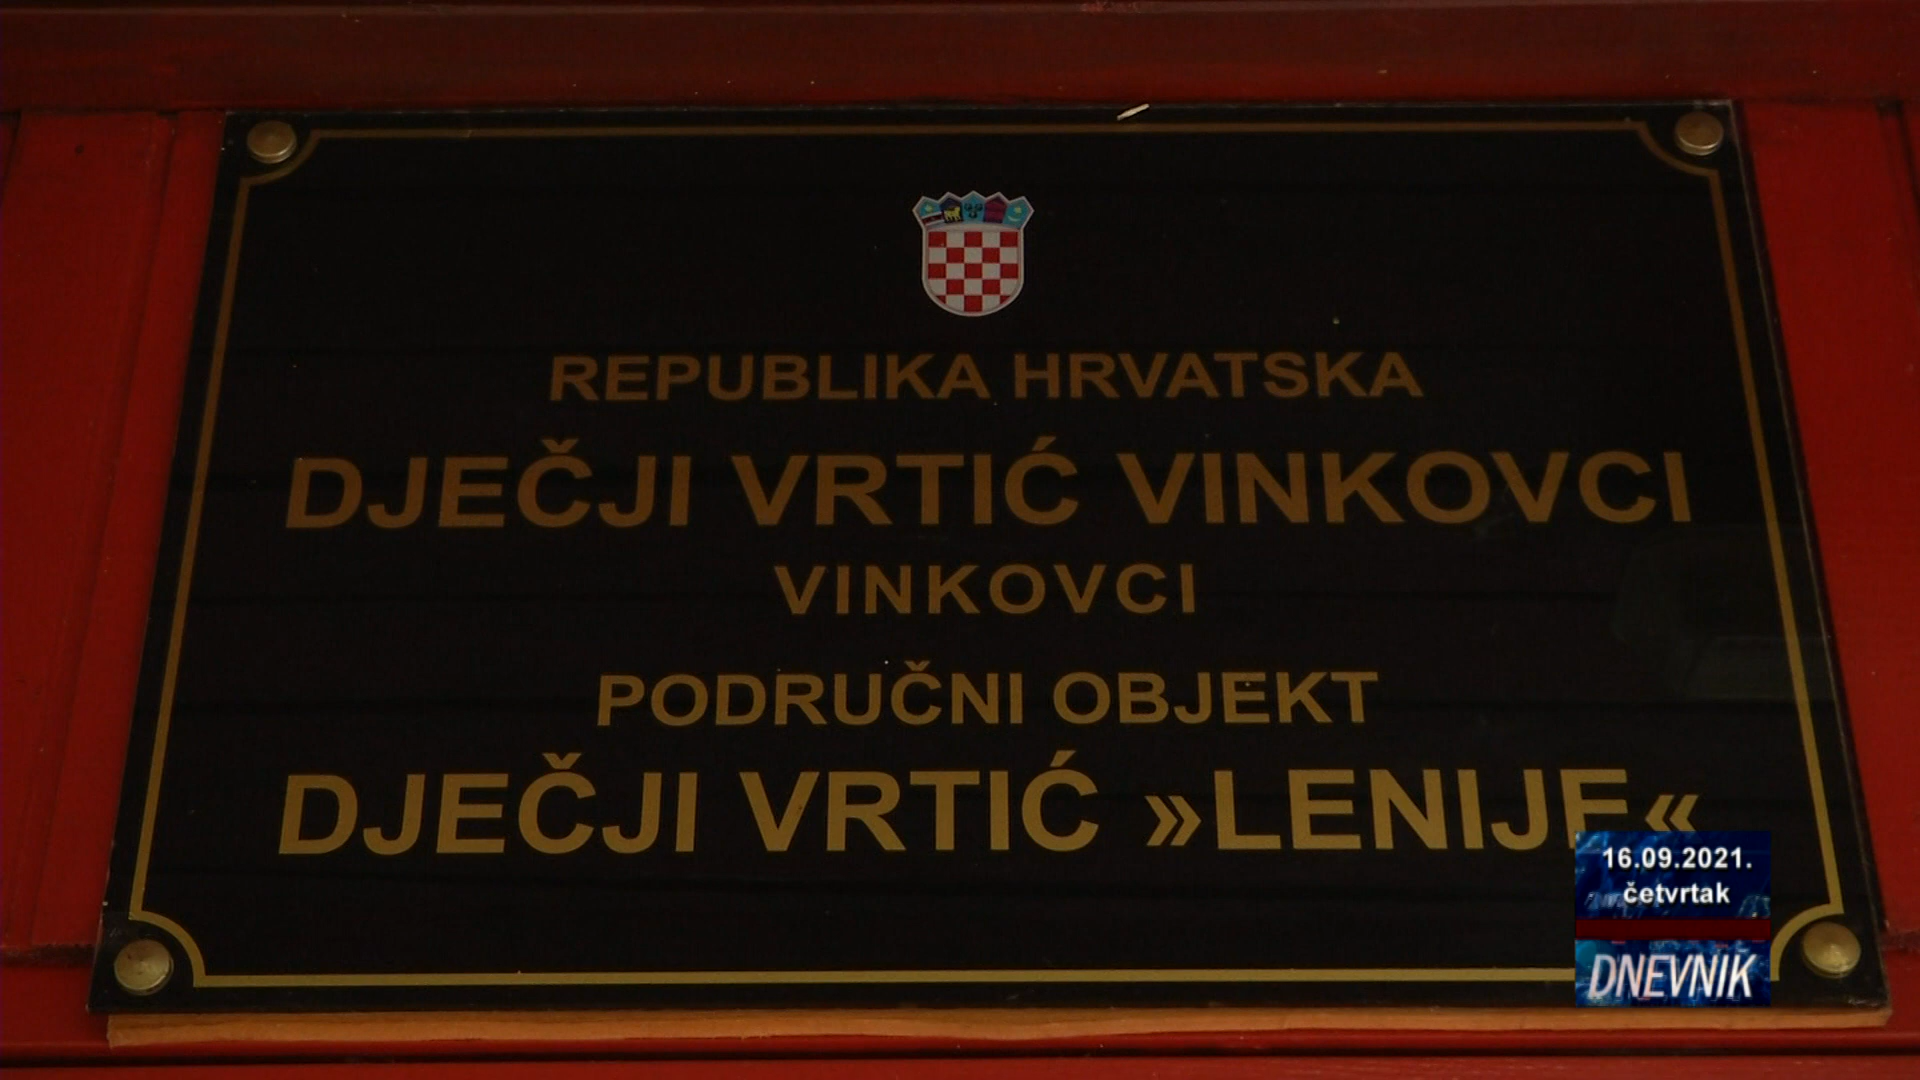 REPUBLIKA HRVATSKA
DJEČJI VRTIĆ VINKOVCI
VINKOVCI
PODRUČNI OBJEKT
DJEČJI VRTIĆ »LENIJE«
16.09.2021.
četvrtak
DNEVNIK